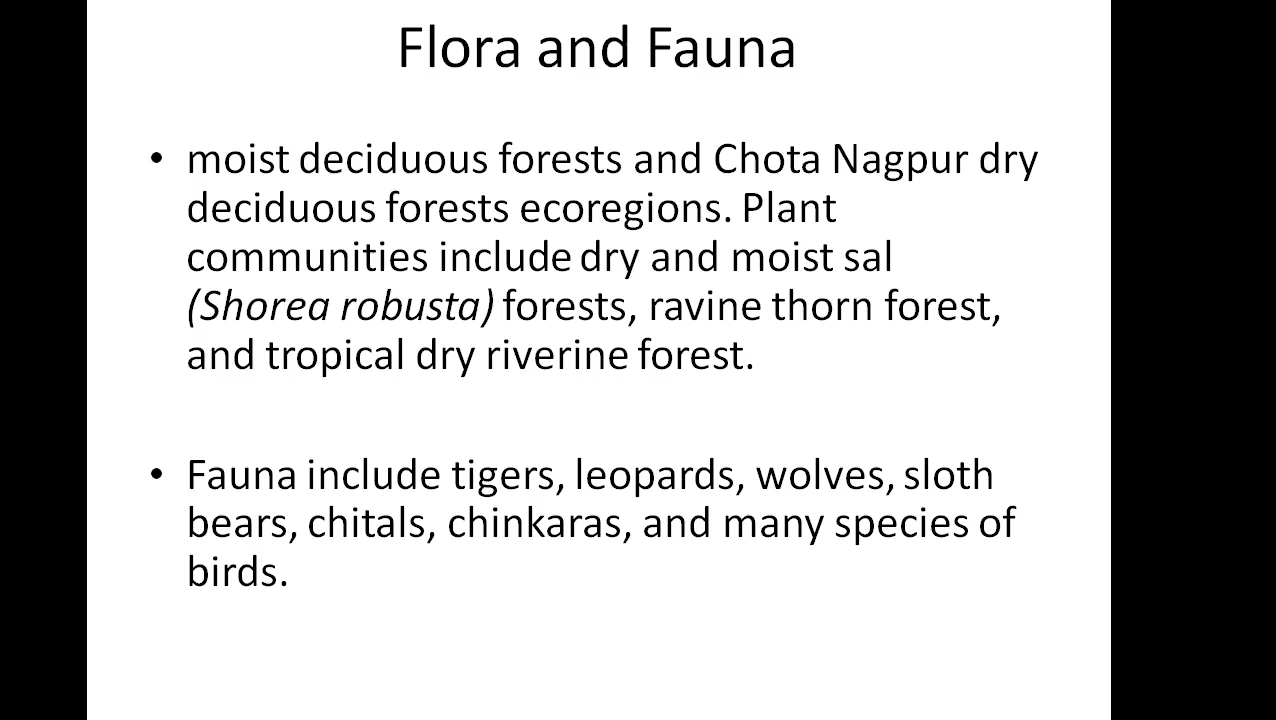 Flora and Fauna
• moist deciduous forests and Chota Nagpur dry
deciduous forests ecoregions. Plant
communities include dry and moist sal
(Shorea robusta) forests, ravine thorn forest,
and tropical dry riverine forest.
• Fauna include tigers, leopards, wolves, sloth
bears, chitals, chinkaras, and many species of
birds.